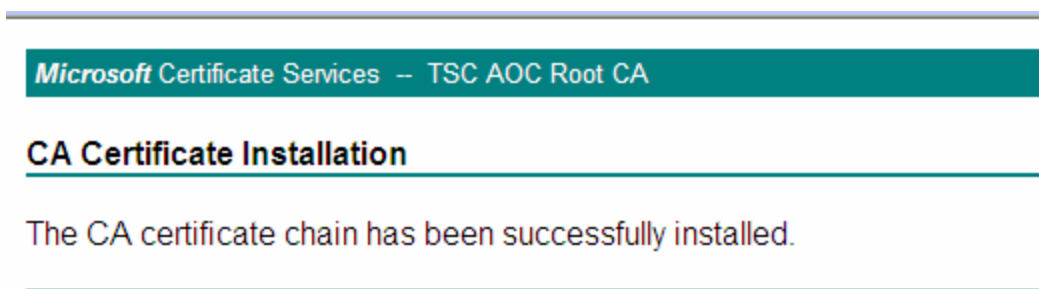 Microsoft Certificate Services -- TSC AOC Root CA
CA Certificate Installation
The CA certificate chain has been successfully installed.